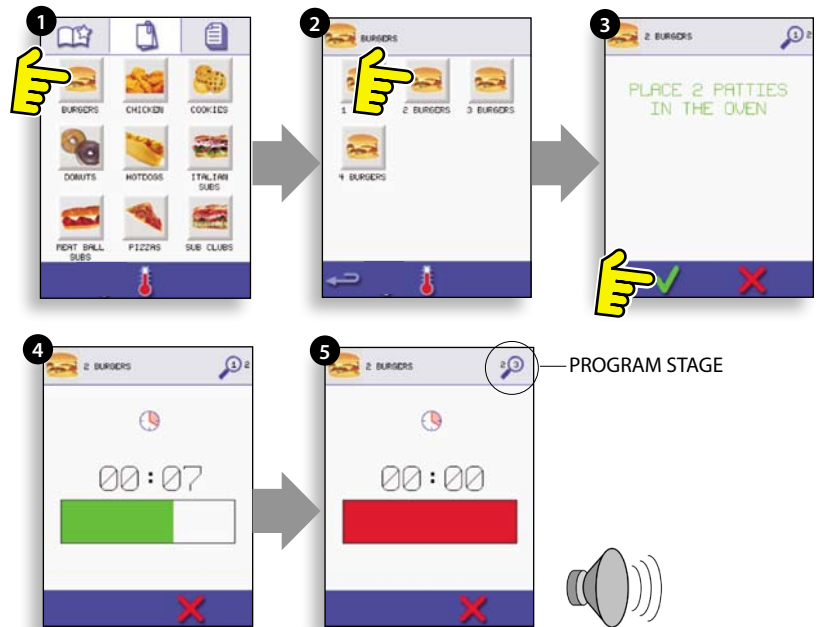 1
BURGERS
CHICKEN
COOKIES
DONUTS
HOTDOGS
ITALIAN
SUBS
MEAT BALL
SUBS
PIZZAS
SUB CLUBS
2
BURGERS
1
2 BURGERS
3 BURGERS
4 BURGERS
3
2 BURGERS
1 2
PLACE 2 PATTIES
IN THE OVEN
4
2 BURGERS
1 2
00:07
5
2 BURGERS
2 3
PROGRAM STAGE
00:00